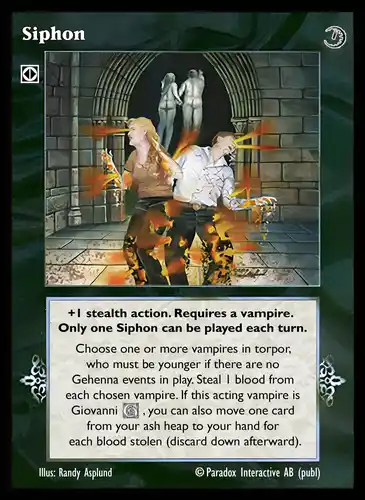 Siphon
+1 stealth action. Requires a vampire.
Only one Siphon can be played each turn.
Choose one or more vampires in torpor,
who must be younger if there are no
Gehenna events in play. Steal 1 blood from
each chosen vampire. If this acting vampire is
Giovanni , you can also move one card
from your ash heap to your hand for
each blood stolen (discard down afterward).
Illus: Randy Asplund © Paradox Interactive AB (publ)